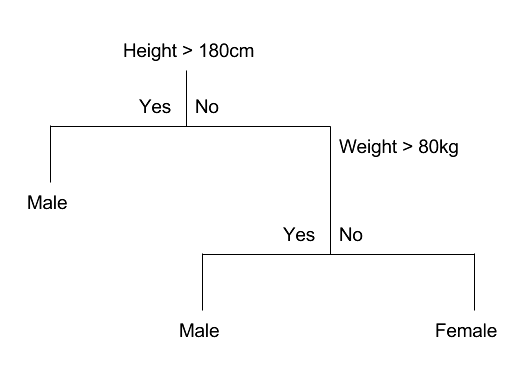 Height > 180cm
Yes No
Weight > 80kg
Male
Yes No
Male Female